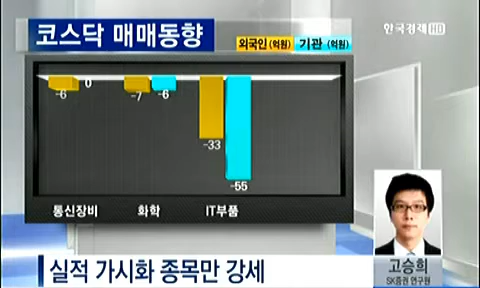 코스닥 매매동향
외국인(억원) 기관 (억원)
한국경제 HD
-6 0 -7 -6 -33 -55
통신장비 화학 IT부품
고승희
SK증권 연구원
실적 가시화 종목만 강세